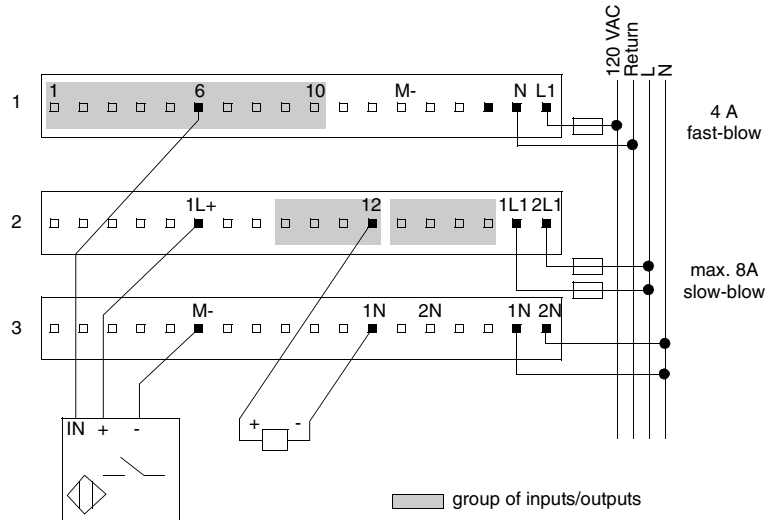 120 VAC
Return
L
N
1 6 10 M- N L1
1
4 A
fast-blow
1L+ 12 1L1 2L1
2
max. 8A
slow-blow
M- 1N 2N 1N 2N
3
IN + -
+ -
group of inputs/outputs